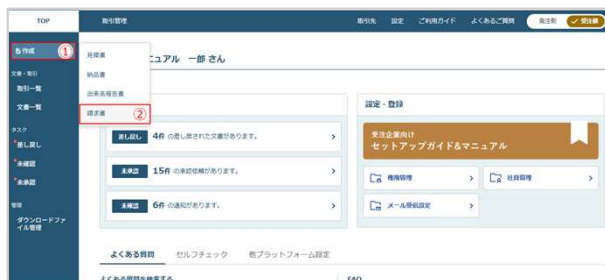 TOP
取引管理
取引先 設定 ご利用ガイド よくあるご質問 発注側 受注側
作成 ①
見積書
納品書
出来高報告書
請求書 ②
ニュアル 一郎 さん
文書・取引
取引一覧
文書一覧
タスク
差し戻し
未確認
未承認
管理
ダウンロードファイル管理
差し戻し 4件 の差し戻された文書があります。
未承認 15件 の承認依頼があります。
未確認 6件 の通知があります。
設定・登録
受注企業向け
セットアップガイド&マニュアル
権限管理
社員管理
メール受信設定
よくある質問 セルフチェック 他プラットフォーム設定
よくある質問を検索する
FAQ